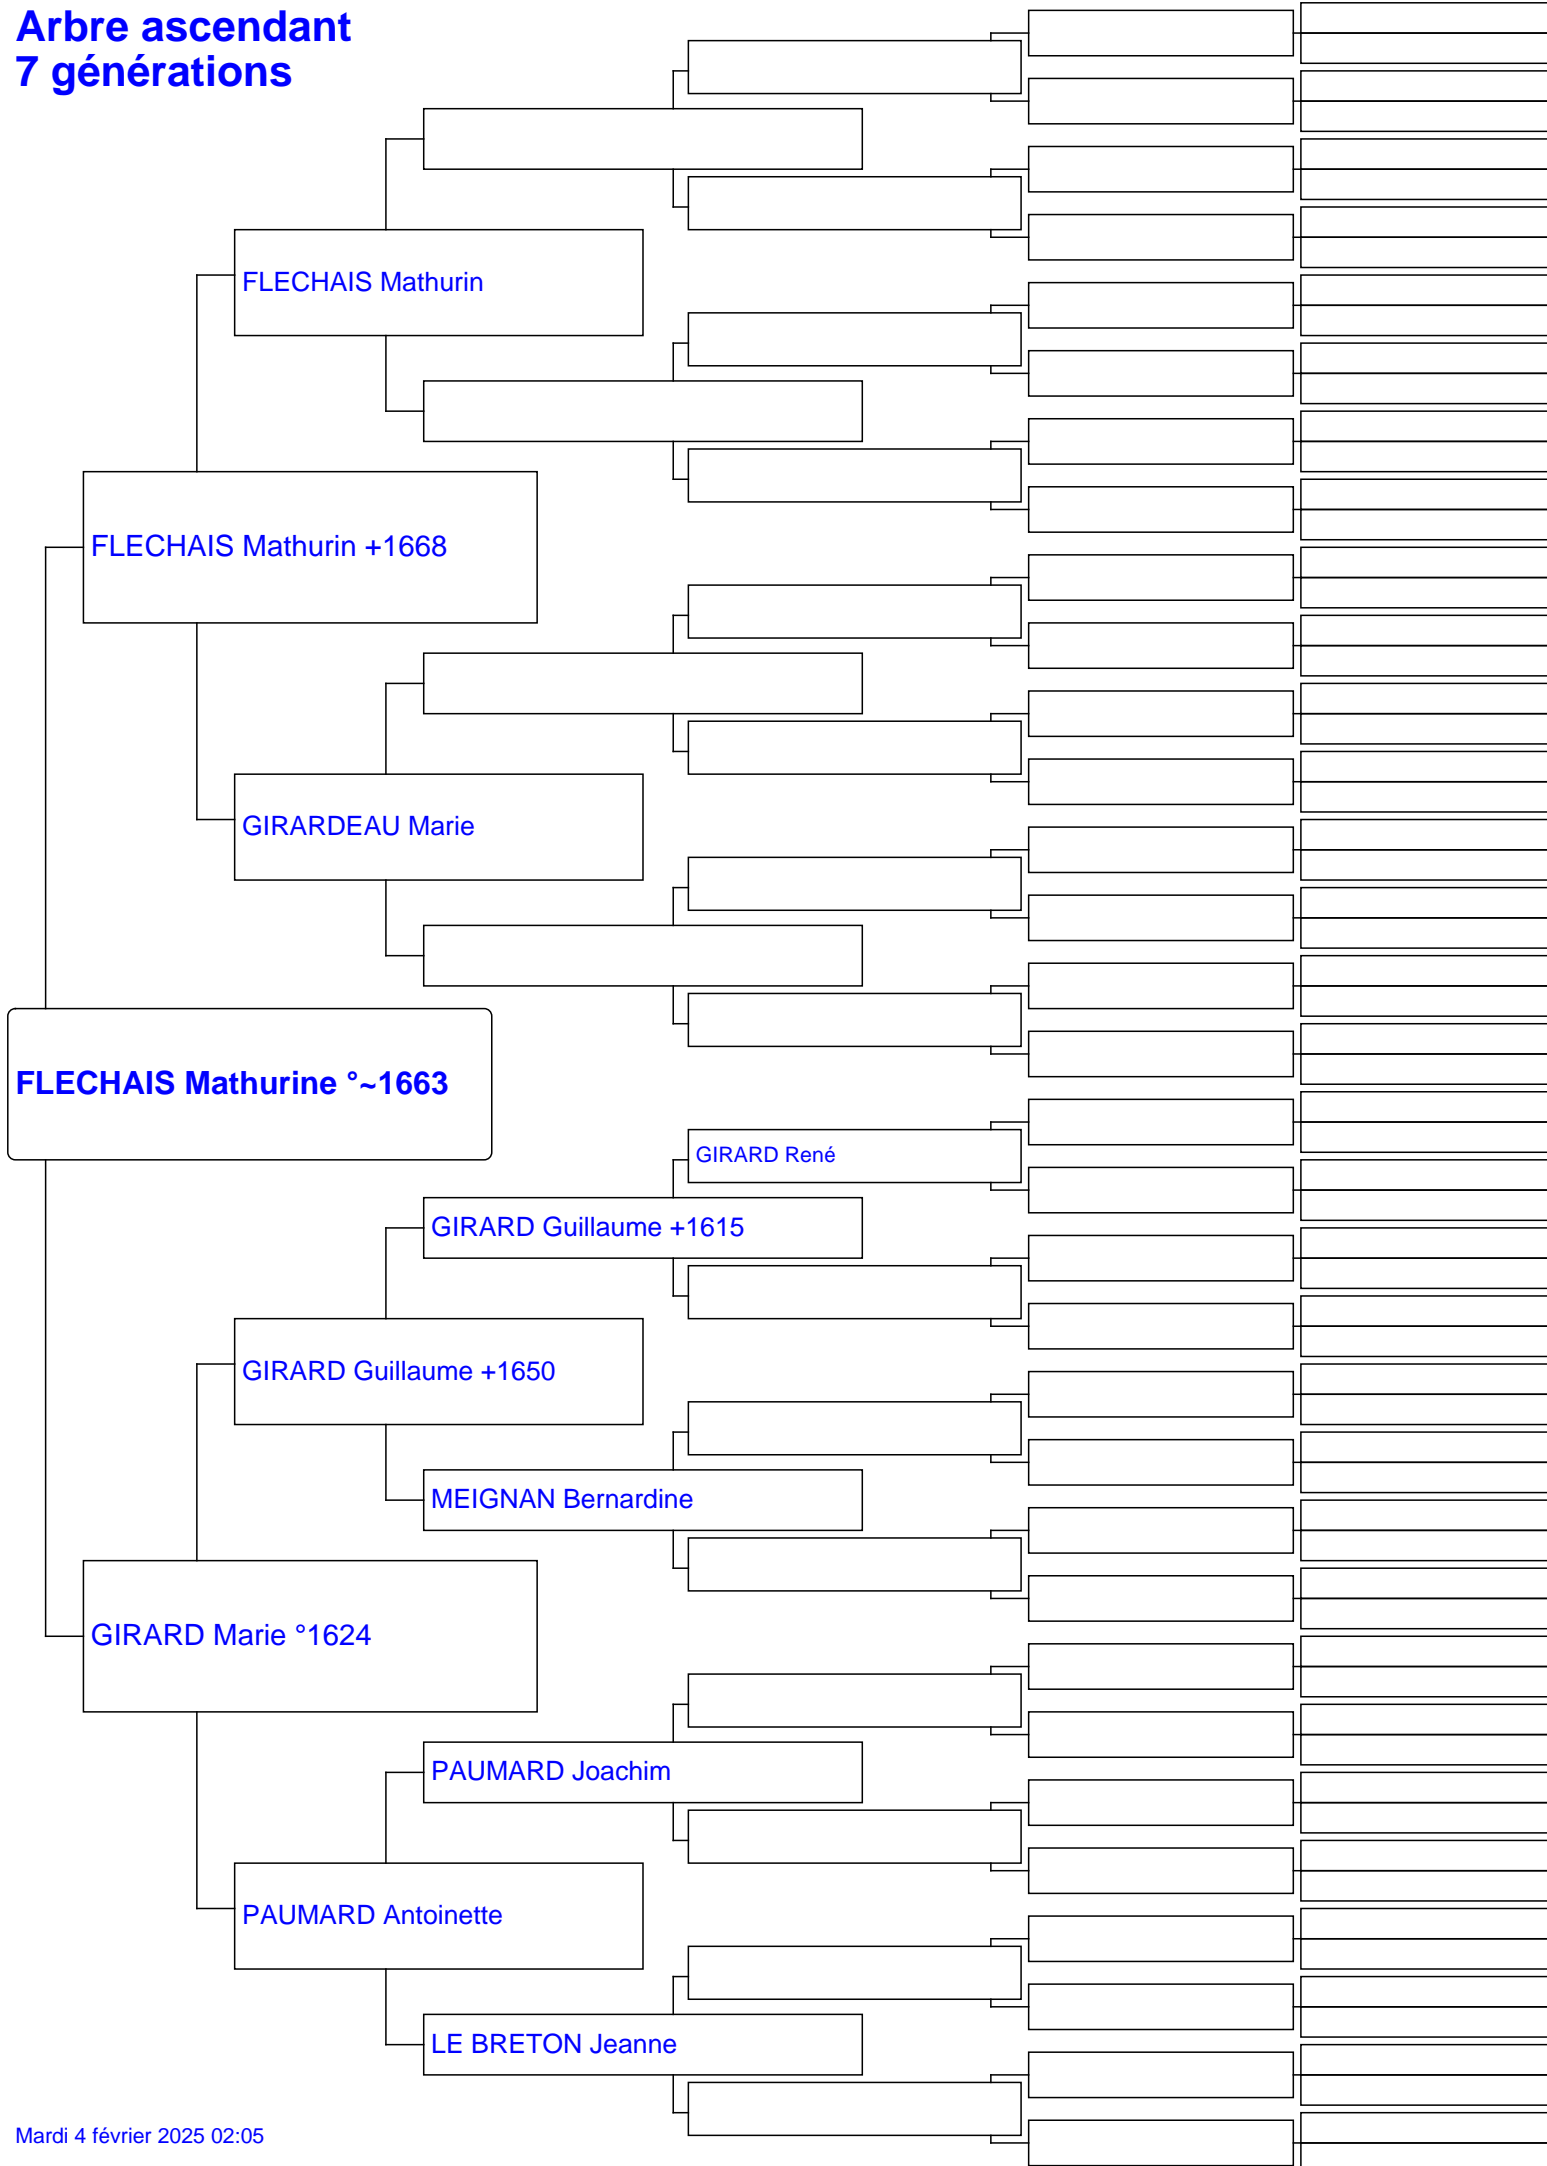 Arbre ascendant
7 générations
FLECHAIS Mathurin
FLECHAIS Mathurin +1668
GIRARDEAU Marie
FLECHAIS Mathurine °~1663
GIRARD René
GIRARD Guillaume +1615
GIRARD Guillaume +1650
MEIGNAN Bernardine
GIRARD Marie °1624
PAUMARD Joachim
PAUMARD Antoinette
LE BRETON Jeanne
Mardi 4 février 2025 02:05